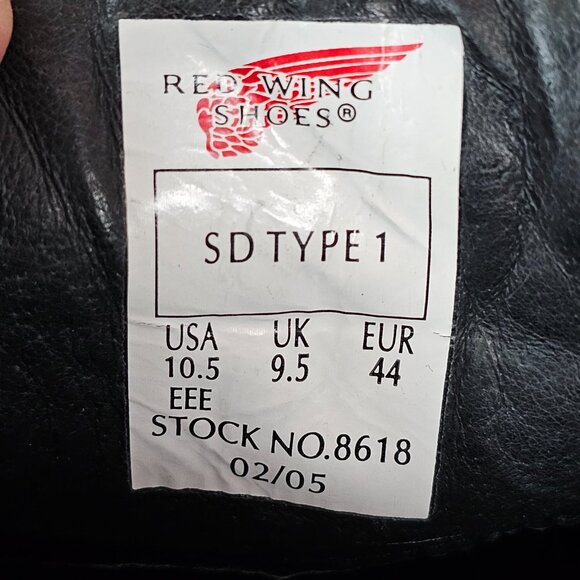 RED WING
SHOES®
SD TYPE 1
USA UK EUR
10.5 9.5 44
EEE
STOCK NO.8618
02/05